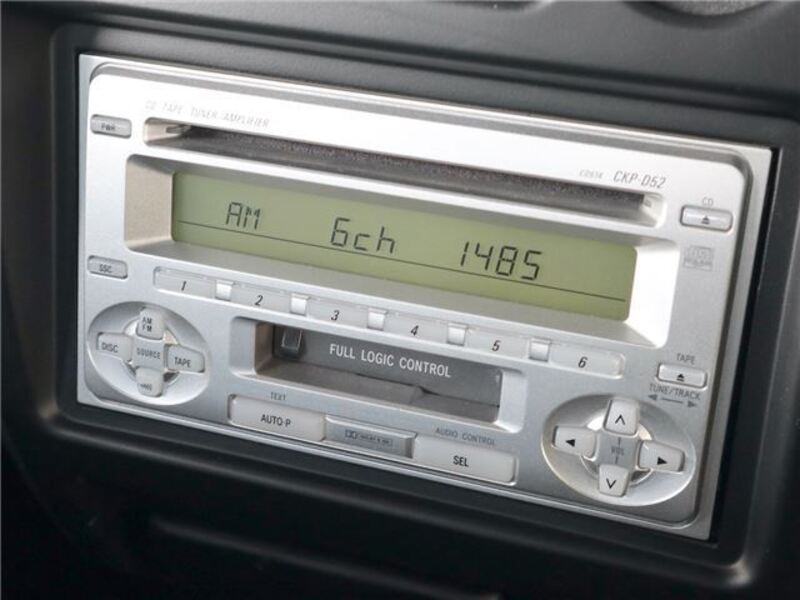 CD TAPE TUNER/AMPLIFIER
PWR
CKP-D52
CD
AM 6ch 1485
SSC
1 2 3 4 5 6
AM
FM
DISC SOURCE TAPE
FULL LOGIC CONTROL
TAPE
TUNE/TRACK
TEXT
AUTO·P
AUDIO CONTROL
SEL
VOL